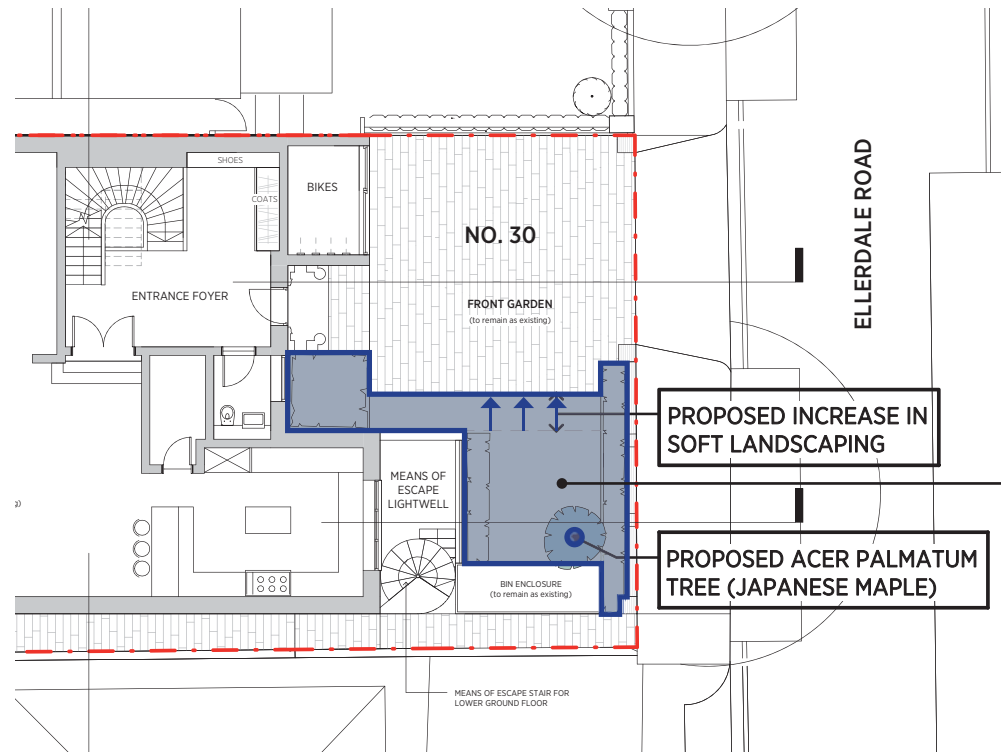 SHOES
COATS
BIKES
NO. 30
ENTRANCE FOYER
FRONT GARDEN
(to remain as existing)
ELLERDALE ROAD
PROPOSED INCREASE IN
SOFT LANDSCAPING
MEANS OF
ESCAPE
LIGHTWELL
PROPOSED ACER PALMATUM
TREE (JAPANESE MAPLE)
BIN ENCLOSURE
(to remain as existing)
MEANS OF ESCAPE STAIR FOR
LOWER GROUND FLOOR